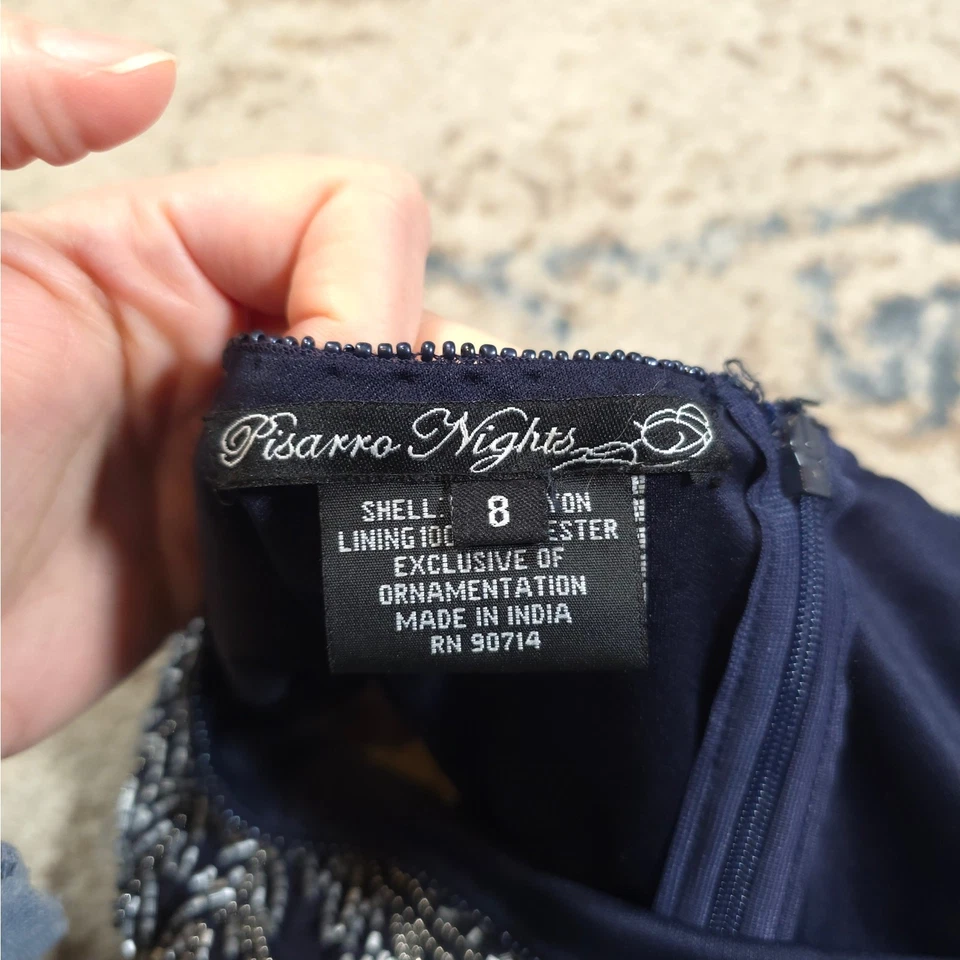 Pisarro Nights
8
SHELL
LINING 100
EXCLUSIVE OF
ORNAMENTATION
MADE IN INDIA
RN 90714